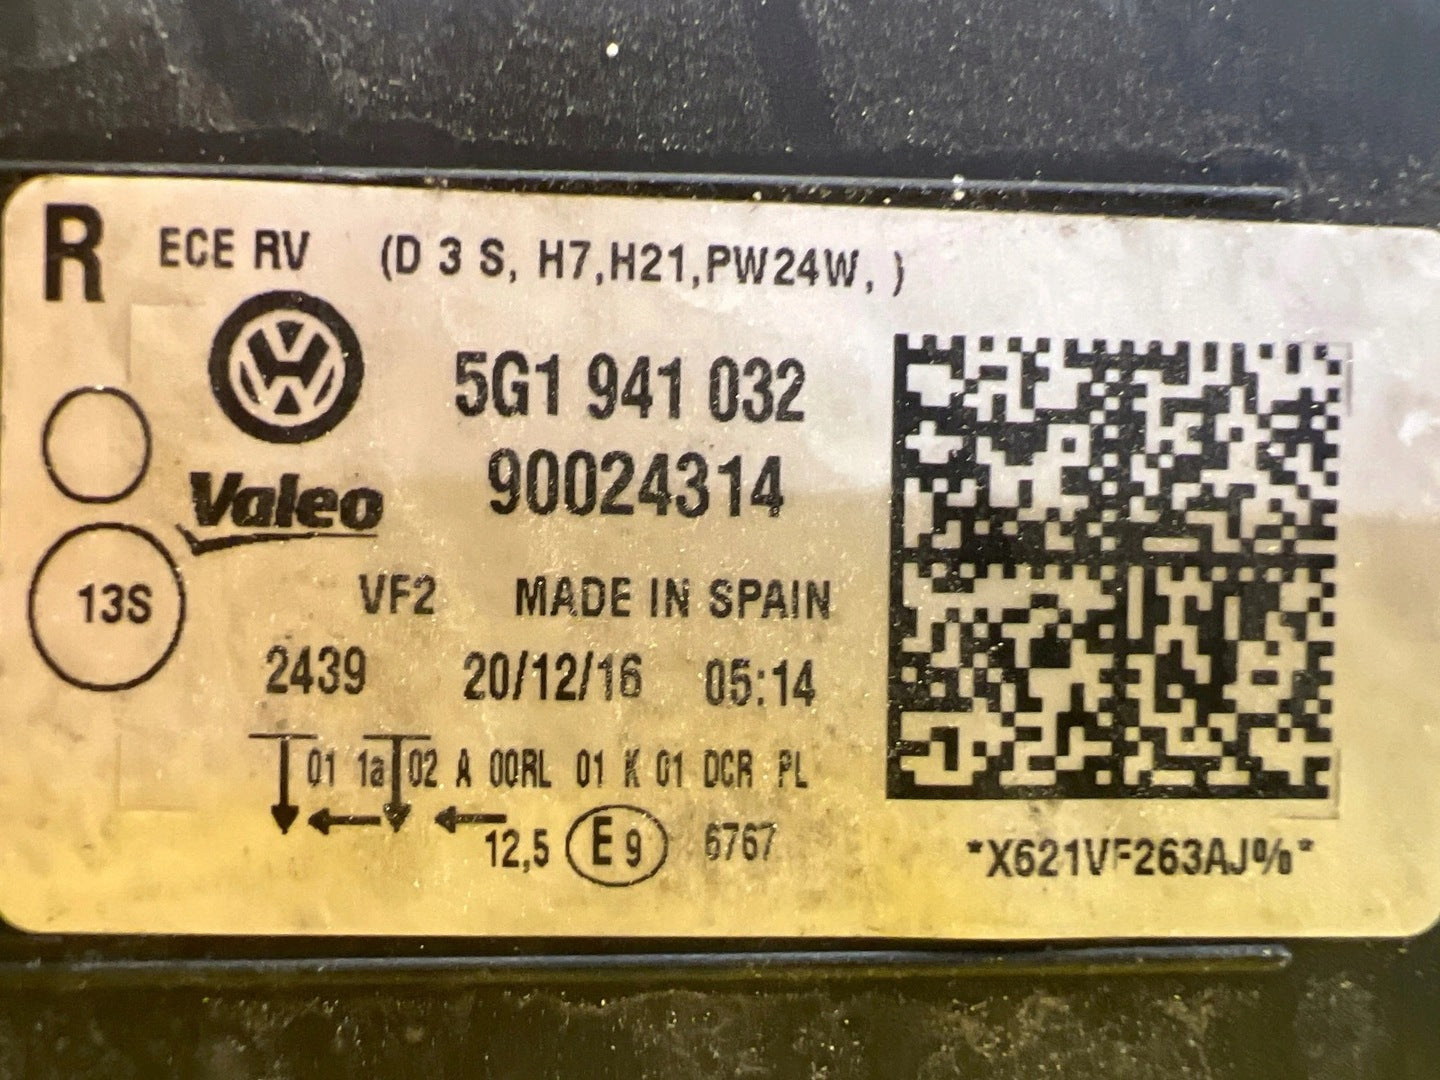 R ECE RV (D 3 S, H7,H21,PW24W, )
5G1 941 032
90024314
Valeo
13S
VF2 MADE IN SPAIN
2439 20/12/16 05:14
01 1a 02 A 00RL 01 K 01 DCR PL
12,5 E9 6767
*X621VF263AJ%*